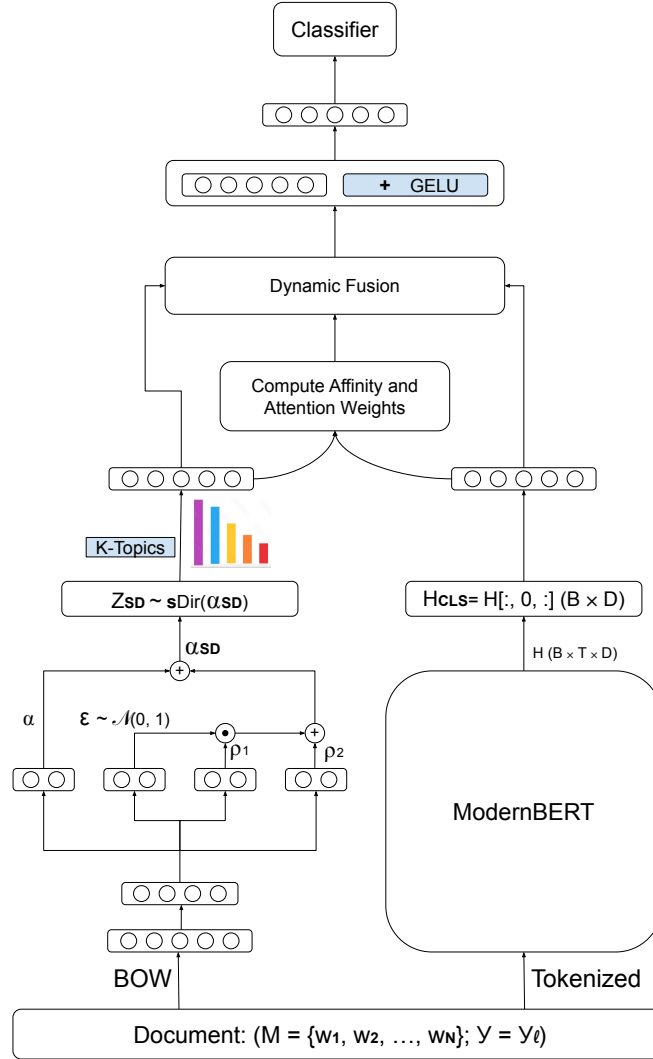 Classifier
+ GELU
Dynamic Fusion
Compute Affinity and
Attention Weights
K-Topics
ZSD ~ sDir(αSD)
HCLS= H[:, 0, :] (B × D)
αSD
H (B × T × D)
α
ε ~ 𝒩(0, 1)
ρ1
ρ2
ModernBERT
BOW
Tokenized
Document: (M = {w1, w2, …, wN}; y = yℓ)